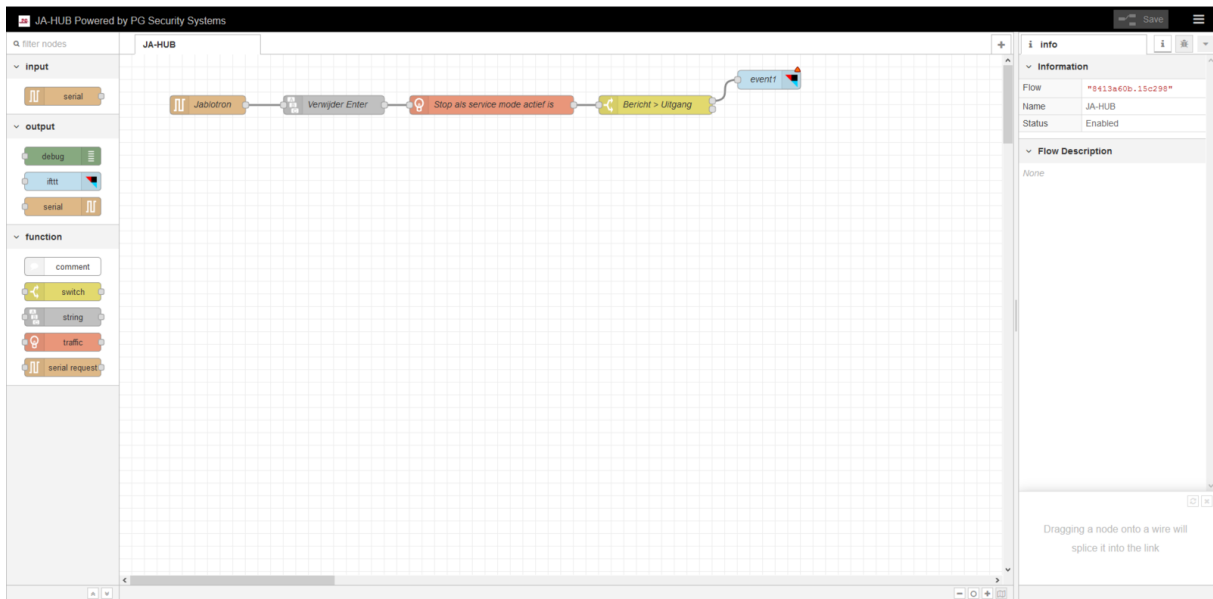 JA-HUB Powered by PG Security Systems
Save
filter nodes
JA-HUB
i info
i
input
serial
output
debug
ifttt
serial
function
comment
switch
string
traffic
serial request
Jablotron
Verwijder Enter
Stop als service mode actief is
Bericht > Uitgang
event1
Information
Flow "8413a60b.15c298"
Name JA-HUB
Status Enabled
Flow Description
None
Dragging a node onto a wire will
splice it into the link